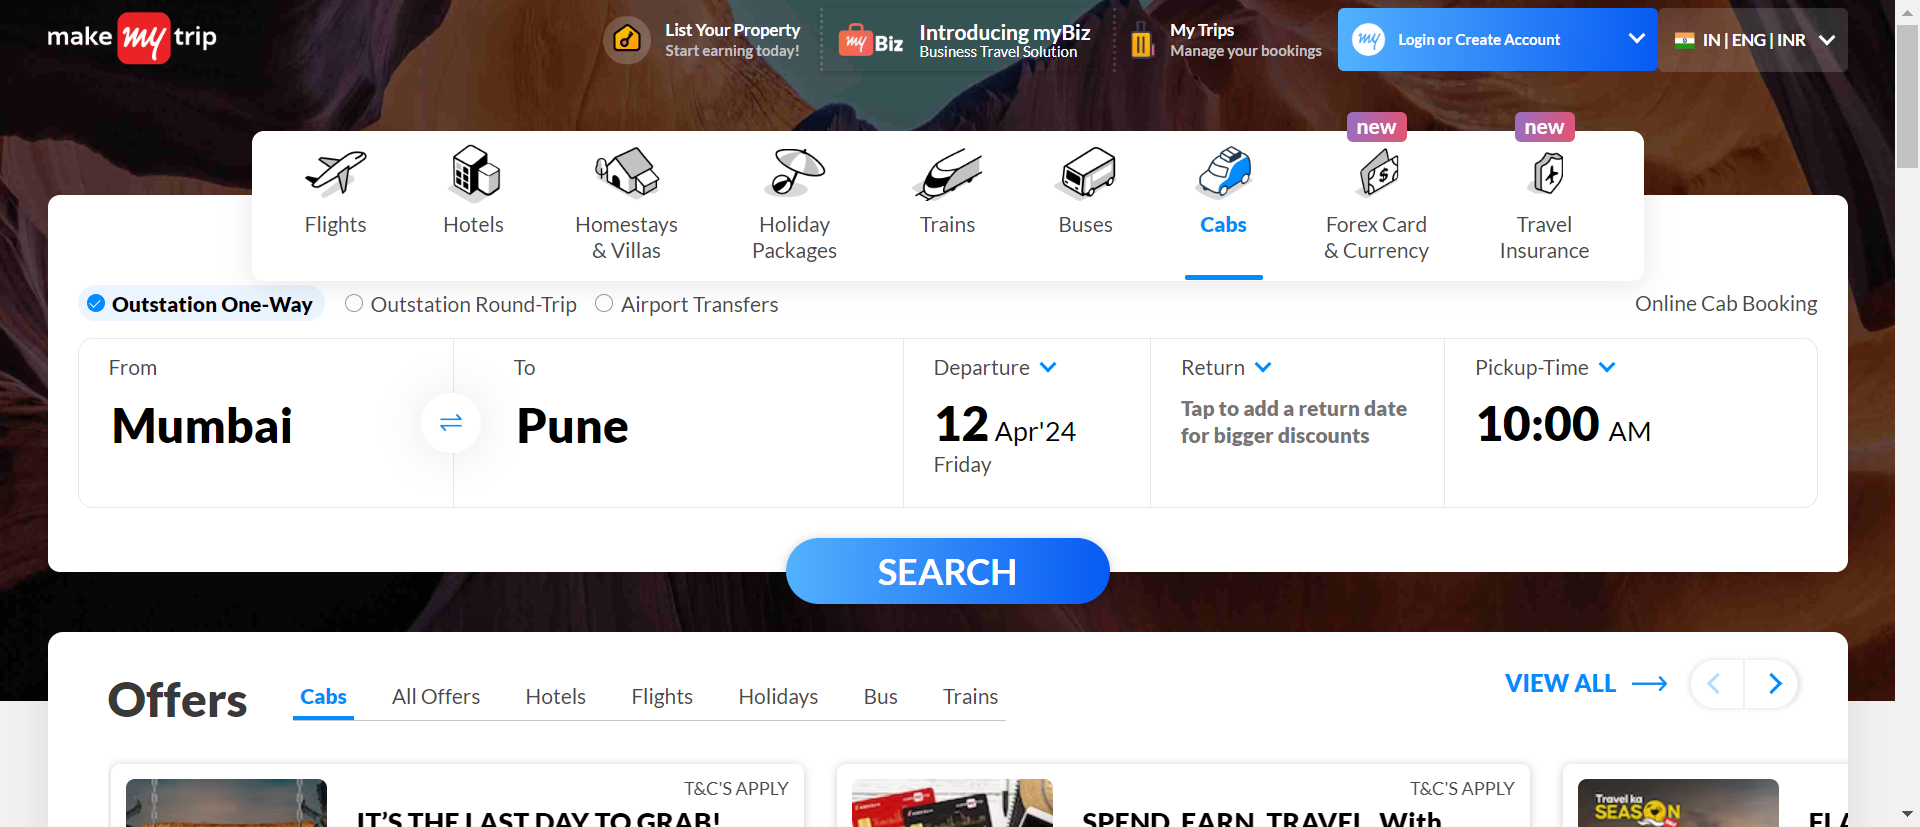 make my trip
List Your Property
Start earning today!
my Biz
Introducing myBiz
Business Travel Solution
My Trips
Manage your bookings
my
Login or Create Account
IN | ENG | INR
new
new
Flights
Hotels
Homestays
& Villas
Holiday
Packages
Trains
Buses
Cabs
Forex Card
& Currency
Travel
Insurance
Outstation One-Way
Outstation Round-Trip
Airport Transfers
Online Cab Booking
From
Mumbai
To
Pune
Departure
12 Apr'24
Friday
Return
Tap to add a return date
for bigger discounts
Pickup-Time
10:00 AM
SEARCH
Offers
Cabs
All Offers
Hotels
Flights
Holidays
Bus
Trains
VIEW ALL
T&C'S APPLY
IT'S THE LAST DAY TO GRAB!
T&C'S APPLY
SPEND, EARN, TRAVEL. With
Travel ka
SEASON